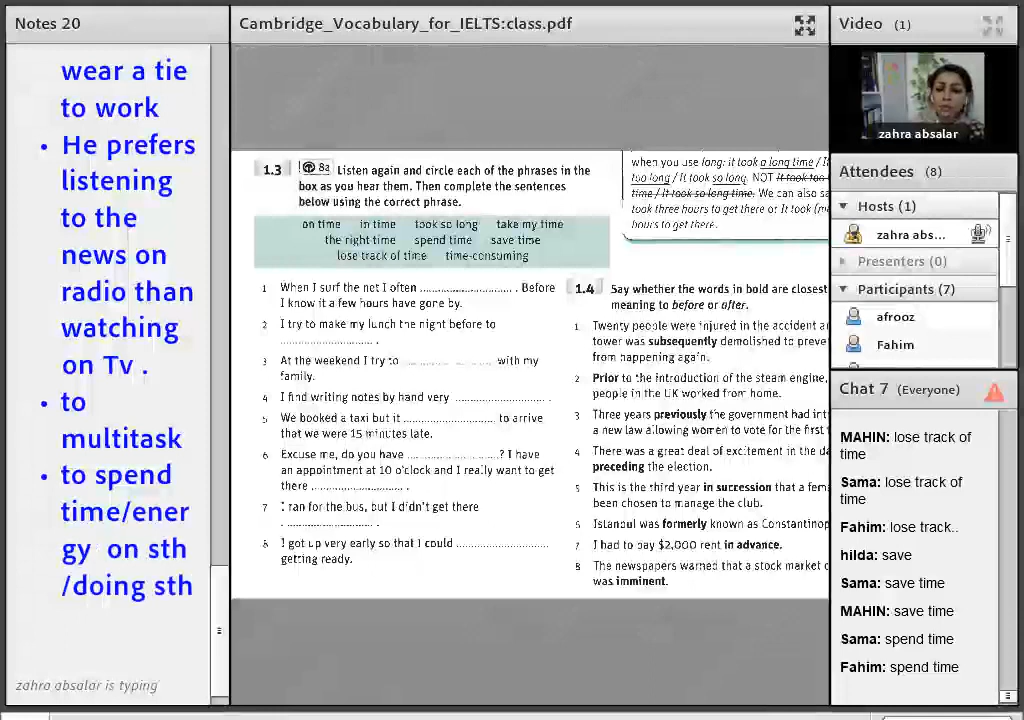 Notes 20
wear a tie
to work
• He prefers
listening
to the
news on
radio than
watching
on Tv .
• to
multitask
• to spend
time/ener
gy on sth
/doing sth
zahra absalar is typing
Cambridge_Vocabulary_for_IELTS:class.pdf
1.3 8a Listen again and circle each of the phrases in the
box as you hear them. Then complete the sentences
below using the correct phrase.
on time in time took so long take my time
the right time spend time save time
lose track of time time-consuming
1 When I surf the net I often .............................. . Before
I know it a few hours have gone by.
2 I try to make my lunch the night before to
.............................. .
3 At the weekend I try to .............................. with my
family.
4 I find writing notes by hand very .............................. .
5 We booked a taxi but it .............................. to arrive
that we were 15 minutes late.
6 Excuse me, do you have ..............................? I have
an appointment at 10 o'clock and I really want to get
there .............................. .
7 I ran for the bus, but I didn't get there
.............................. .
8 I got up very early so that I could ..............................
getting ready.
when you use long: it took a long time / It
too long / It took so long. NOT It took too
time / It took so long time. We can also sa
took three hours to get there or It took (m
hours to get there.
1.4 Say whether the words in bold are closest
meaning to before or after.
1 Twenty people were injured in the accident a
tower was subsequently demolished to preve
from happening again.
2 Prior to the introduction of the steam engine,
people in the UK worked from home.
3 Three years previously the government had int
a new law allowing women to vote for the first
4 There was a great deal of excitement in the da
preceding the election.
5 This is the third year in succession that a fem
been chosen to manage the club.
6 Istanbul was formerly known as Constantinop
7 I had to pay $2,000 rent in advance.
8 The newspapers warned that a stock market c
was imminent.
Video (1)
zahra absalar
Attendees (8)
Hosts (1)
zahra abs...
Presenters (0)
Participants (7)
afrooz
Fahim
Chat 7 (Everyone)
MAHIN: lose track of
time
Sama: lose track of
time
Fahim: lose track..
hilda: save
Sama: save time
MAHIN: save time
Sama: spend time
Fahim: spend time